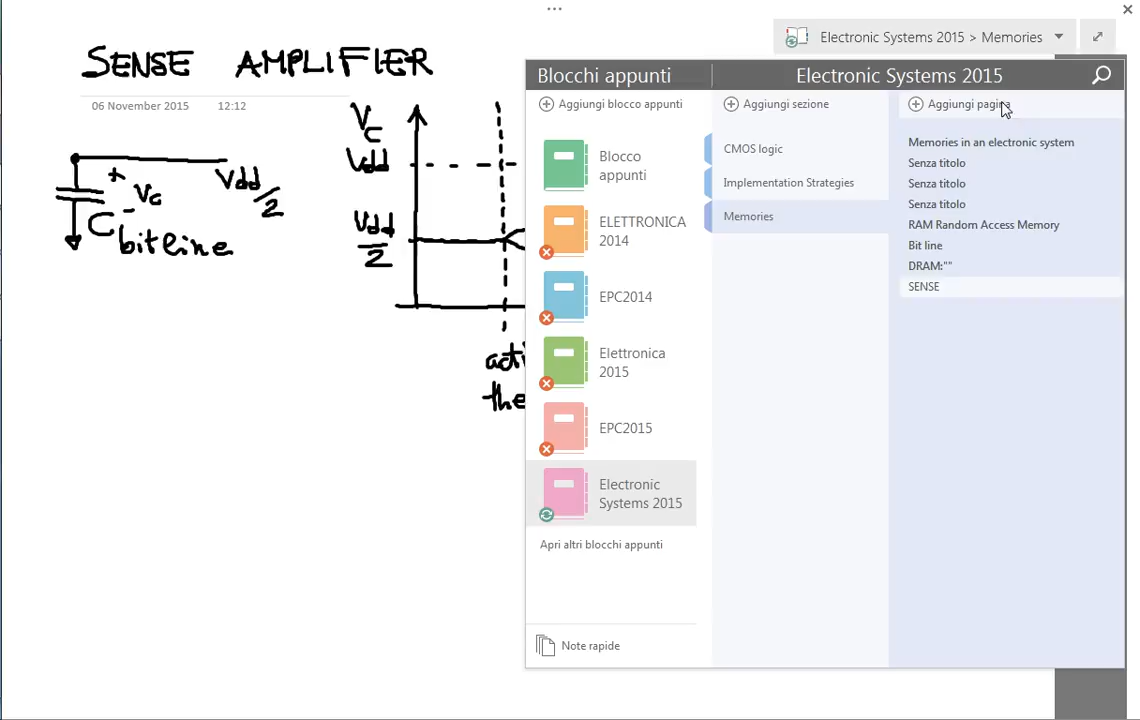 Electronic Systems 2015 > Memories
SENSE AMPLIFIER
06 November 2015 12:12
+
Vc
-
C bitline
Vdd/2
Vc
Vdd
Vdd/2
acti
the
Blocchi appunti
Electronic Systems 2015
Aggiungi blocco appunti
Blocco
appunti
ELETTRONICA
2014
EPC2014
Elettronica
2015
EPC2015
Electronic
Systems 2015
Apri altri blocchi appunti
Note rapide
Aggiungi sezione
CMOS logic
Implementation Strategies
Memories
Aggiungi pagina
Memories in an electronic system
Senza titolo
Senza titolo
Senza titolo
RAM Random Access Memory
Bit line
DRAM:""
SENSE